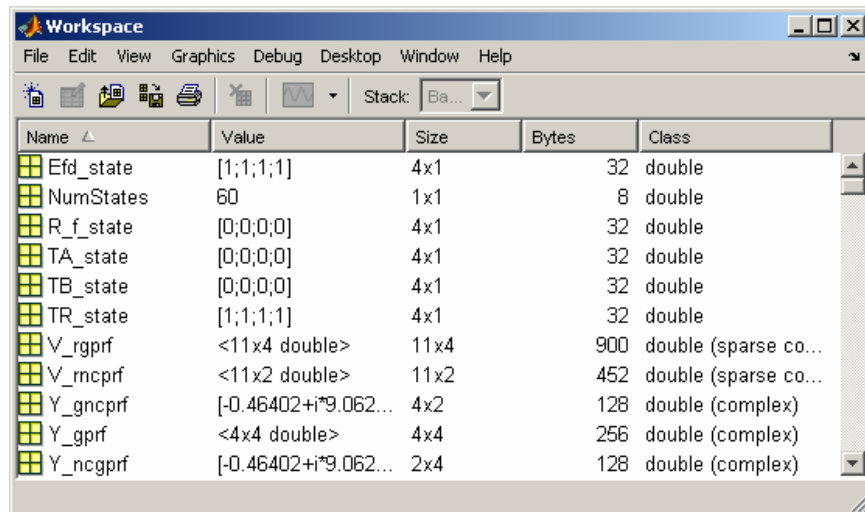 Workspace
File Edit View Graphics Debug Desktop Window Help
Stack: Ba...
Name Value Size Bytes Class
Efd_state [1;1;1;1] 4x1 32 double
NumStates 60 1x1 8 double
R_f_state [0;0;0;0] 4x1 32 double
TA_state [0;0;0;0] 4x1 32 double
TB_state [0;0;0;0] 4x1 32 double
TR_state [1;1;1;1] 4x1 32 double
V_rgprf <11x4 double> 11x4 900 double (sparse co...
V_rncprf <11x2 double> 11x2 452 double (sparse co...
Y_gncprf [-0.46402+i*9.062... 4x2 128 double (complex)
Y_gprf <4x4 double> 4x4 256 double (complex)
Y_ncgprf [-0.46402+i*9.062... 2x4 128 double (complex)